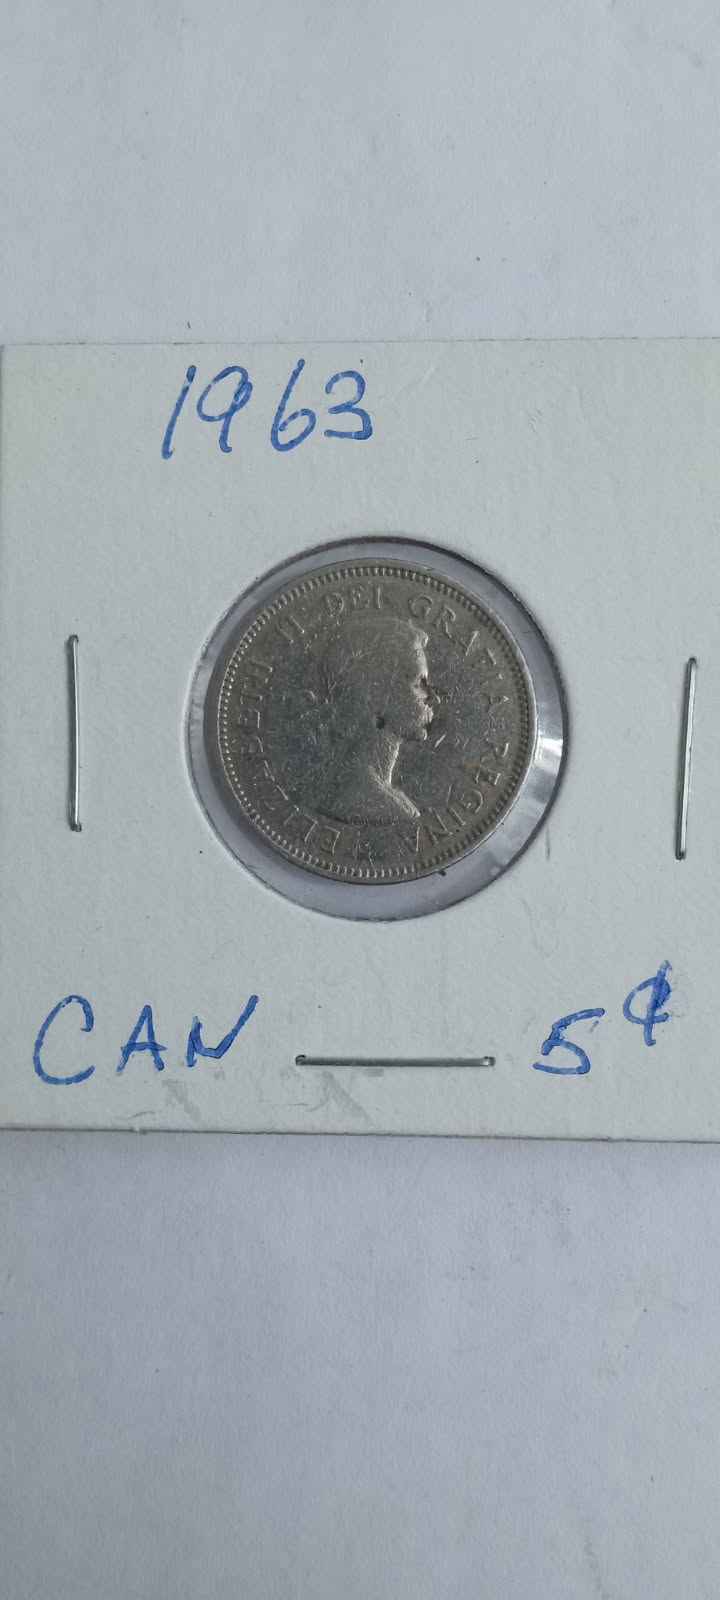 1963
ELIZABETH II DEI GRATIA REGINA
CAN 5¢